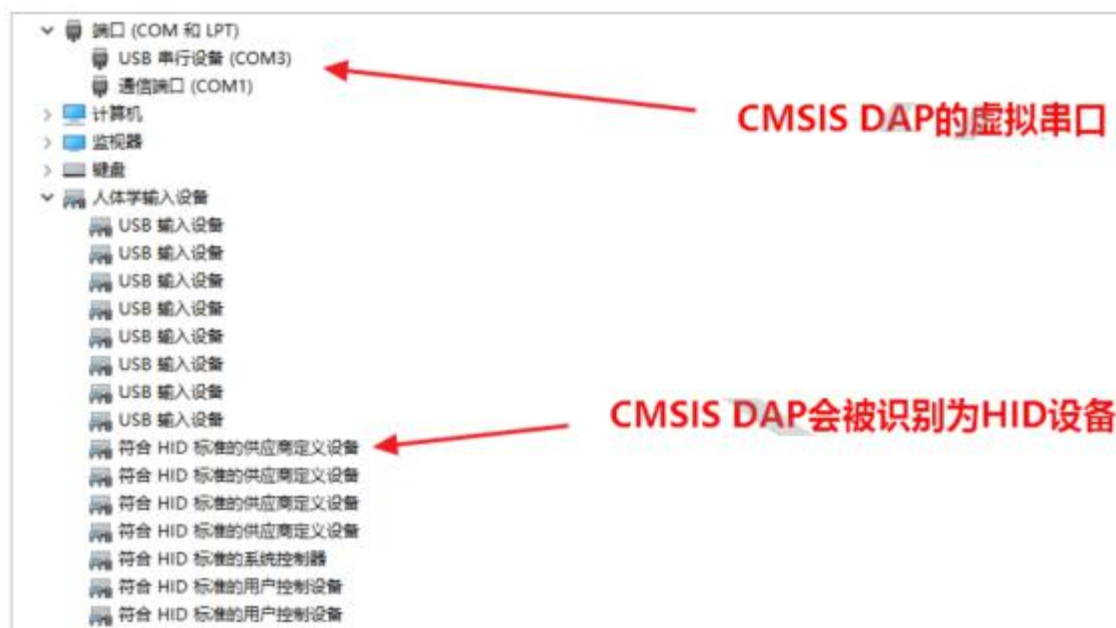 端口 (COM 和 LPT)
USB 串行设备 (COM3)
通信端口 (COM1)
CMSIS DAP的虚拟串口
计算机
监视器
键盘
人体学输入设备
USB 输入设备
USB 输入设备
USB 输入设备
USB 输入设备
USB 输入设备
USB 输入设备
USB 输入设备
USB 输入设备
CMSIS DAP会被识别为HID设备
符合 HID 标准的供应商定义设备
符合 HID 标准的供应商定义设备
符合 HID 标准的供应商定义设备
符合 HID 标准的供应商定义设备
符合 HID 标准的系统控制器
符合 HID 标准的用户控制设备
符合 HID 标准的用户控制设备